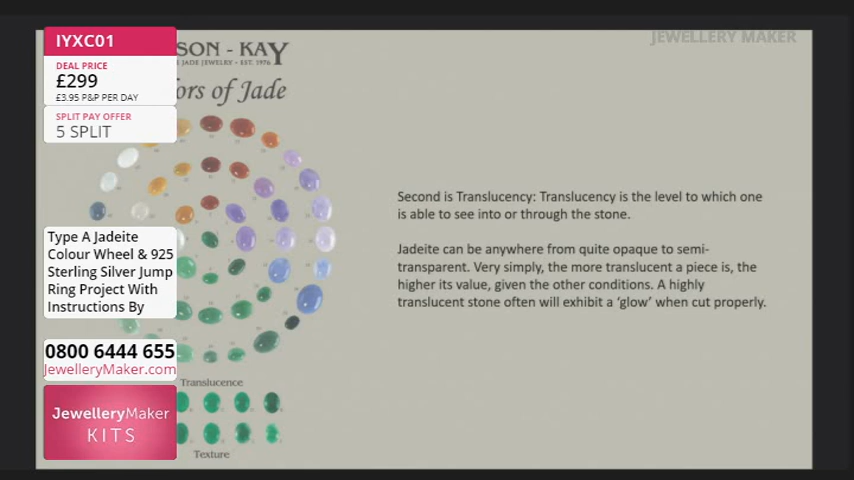 IYXC01
DEAL PRICE
£299
£3.95 P&P PER DAY
SPLIT PAY OFFER
5 SPLIT
Type A Jadeite
Colour Wheel & 925
Sterling Silver Jump
Ring Project With
Instructions By
0800 6444 655
JewelleryMaker.com
JewelleryMaker
KITS
SON - KAY
JADE JEWELRY - EST. 1976
ors of Jade
Translucence
Texture
JEWELLERY MAKER
Second is Translucency: Translucency is the level to which one
is able to see into or through the stone.
Jadeite can be anywhere from quite opaque to semi-
transparent. Very simply, the more translucent a piece is, the
higher its value, given the other conditions. A highly
translucent stone often will exhibit a ‘glow’ when cut properly.